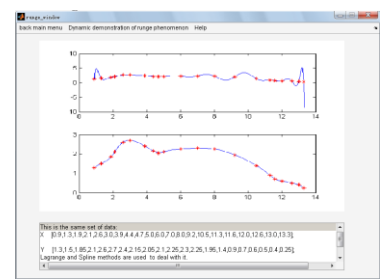 runge_window
back main menu Dynamic demonstration of runge phenomenon Help
10
5
0
-5
-10
0 2 4 6 8 10 12 14
3
2
1
0
0 2 4 6 8 10 12 14
This is the same set of data:
X [0.9,1.3,1.9,2.1,2.6,3.0,3.9,4.4,4.7,5.0,6.0,7.0,8.0,9.2,10.5,11.3,11.6,12.0,12.6,13.0,13.3];
Y [1.3,1.5,1.85,2.1,2.6,2.7,2.4,2.15,2.05,2.1,2.25,2.3,2.25,1.95,1.4,0.9,0.7,0.6,0.5,0.4,0.25];
Lagrange and Spline methods are used to deal with it.